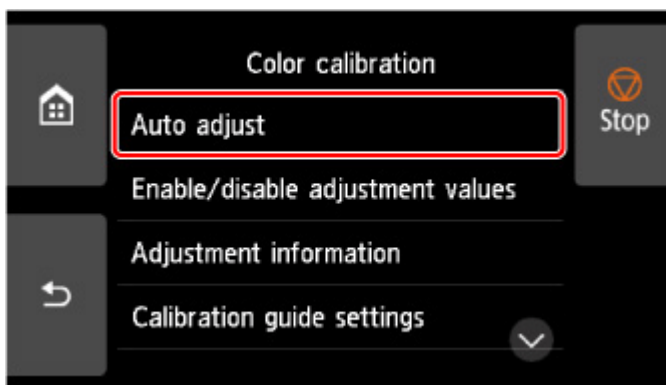 Color calibration
Auto adjust
Stop
Enable/disable adjustment values
Adjustment information
Calibration guide settings